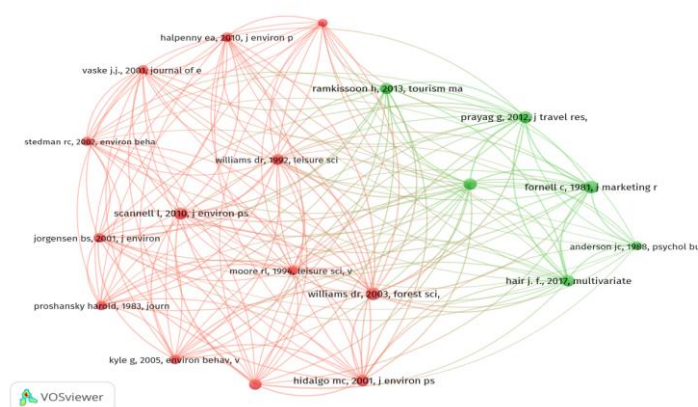 halpenny ea, 2010, j environ p
vaske j.j., 2001, journal of e
ramkissoon h, 2013, tourism ma
prayag g, 2012, j travel res,
stedman rc, 2002, environ beha
williams dr, 1992, leisure sci
fornell c, 1981, j marketing r
scannell l, 2010, j environ ps
jorgensen bs, 2001, j environ
anderson jc, 1988, psychol bu
moore rl, 1994, leisure sci, v
hair j. f., 2017, multivariate
williams dr, 2003, forest sci,
proshansky harold, 1983, journ
kyle g, 2005, environ behav, v
hidalgo mc, 2001, j environ ps
VOSviewer